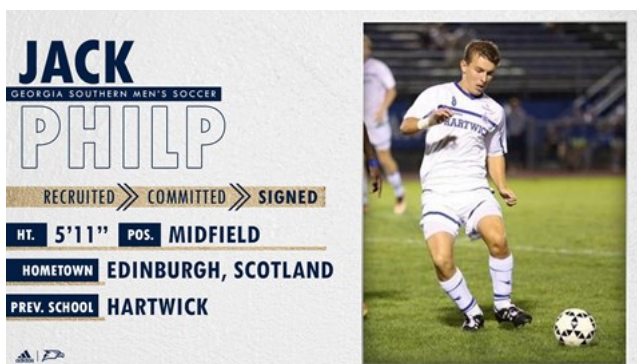 JACK
GEORGIA SOUTHERN MEN'S SOCCER
PHILP
RECRUITED COMMITTED SIGNED
HT. 5'11" POS. MIDFIELD
HOMETOWN EDINBURGH, SCOTLAND
PREV. SCHOOL HARTWICK
adidas
HARTWICK